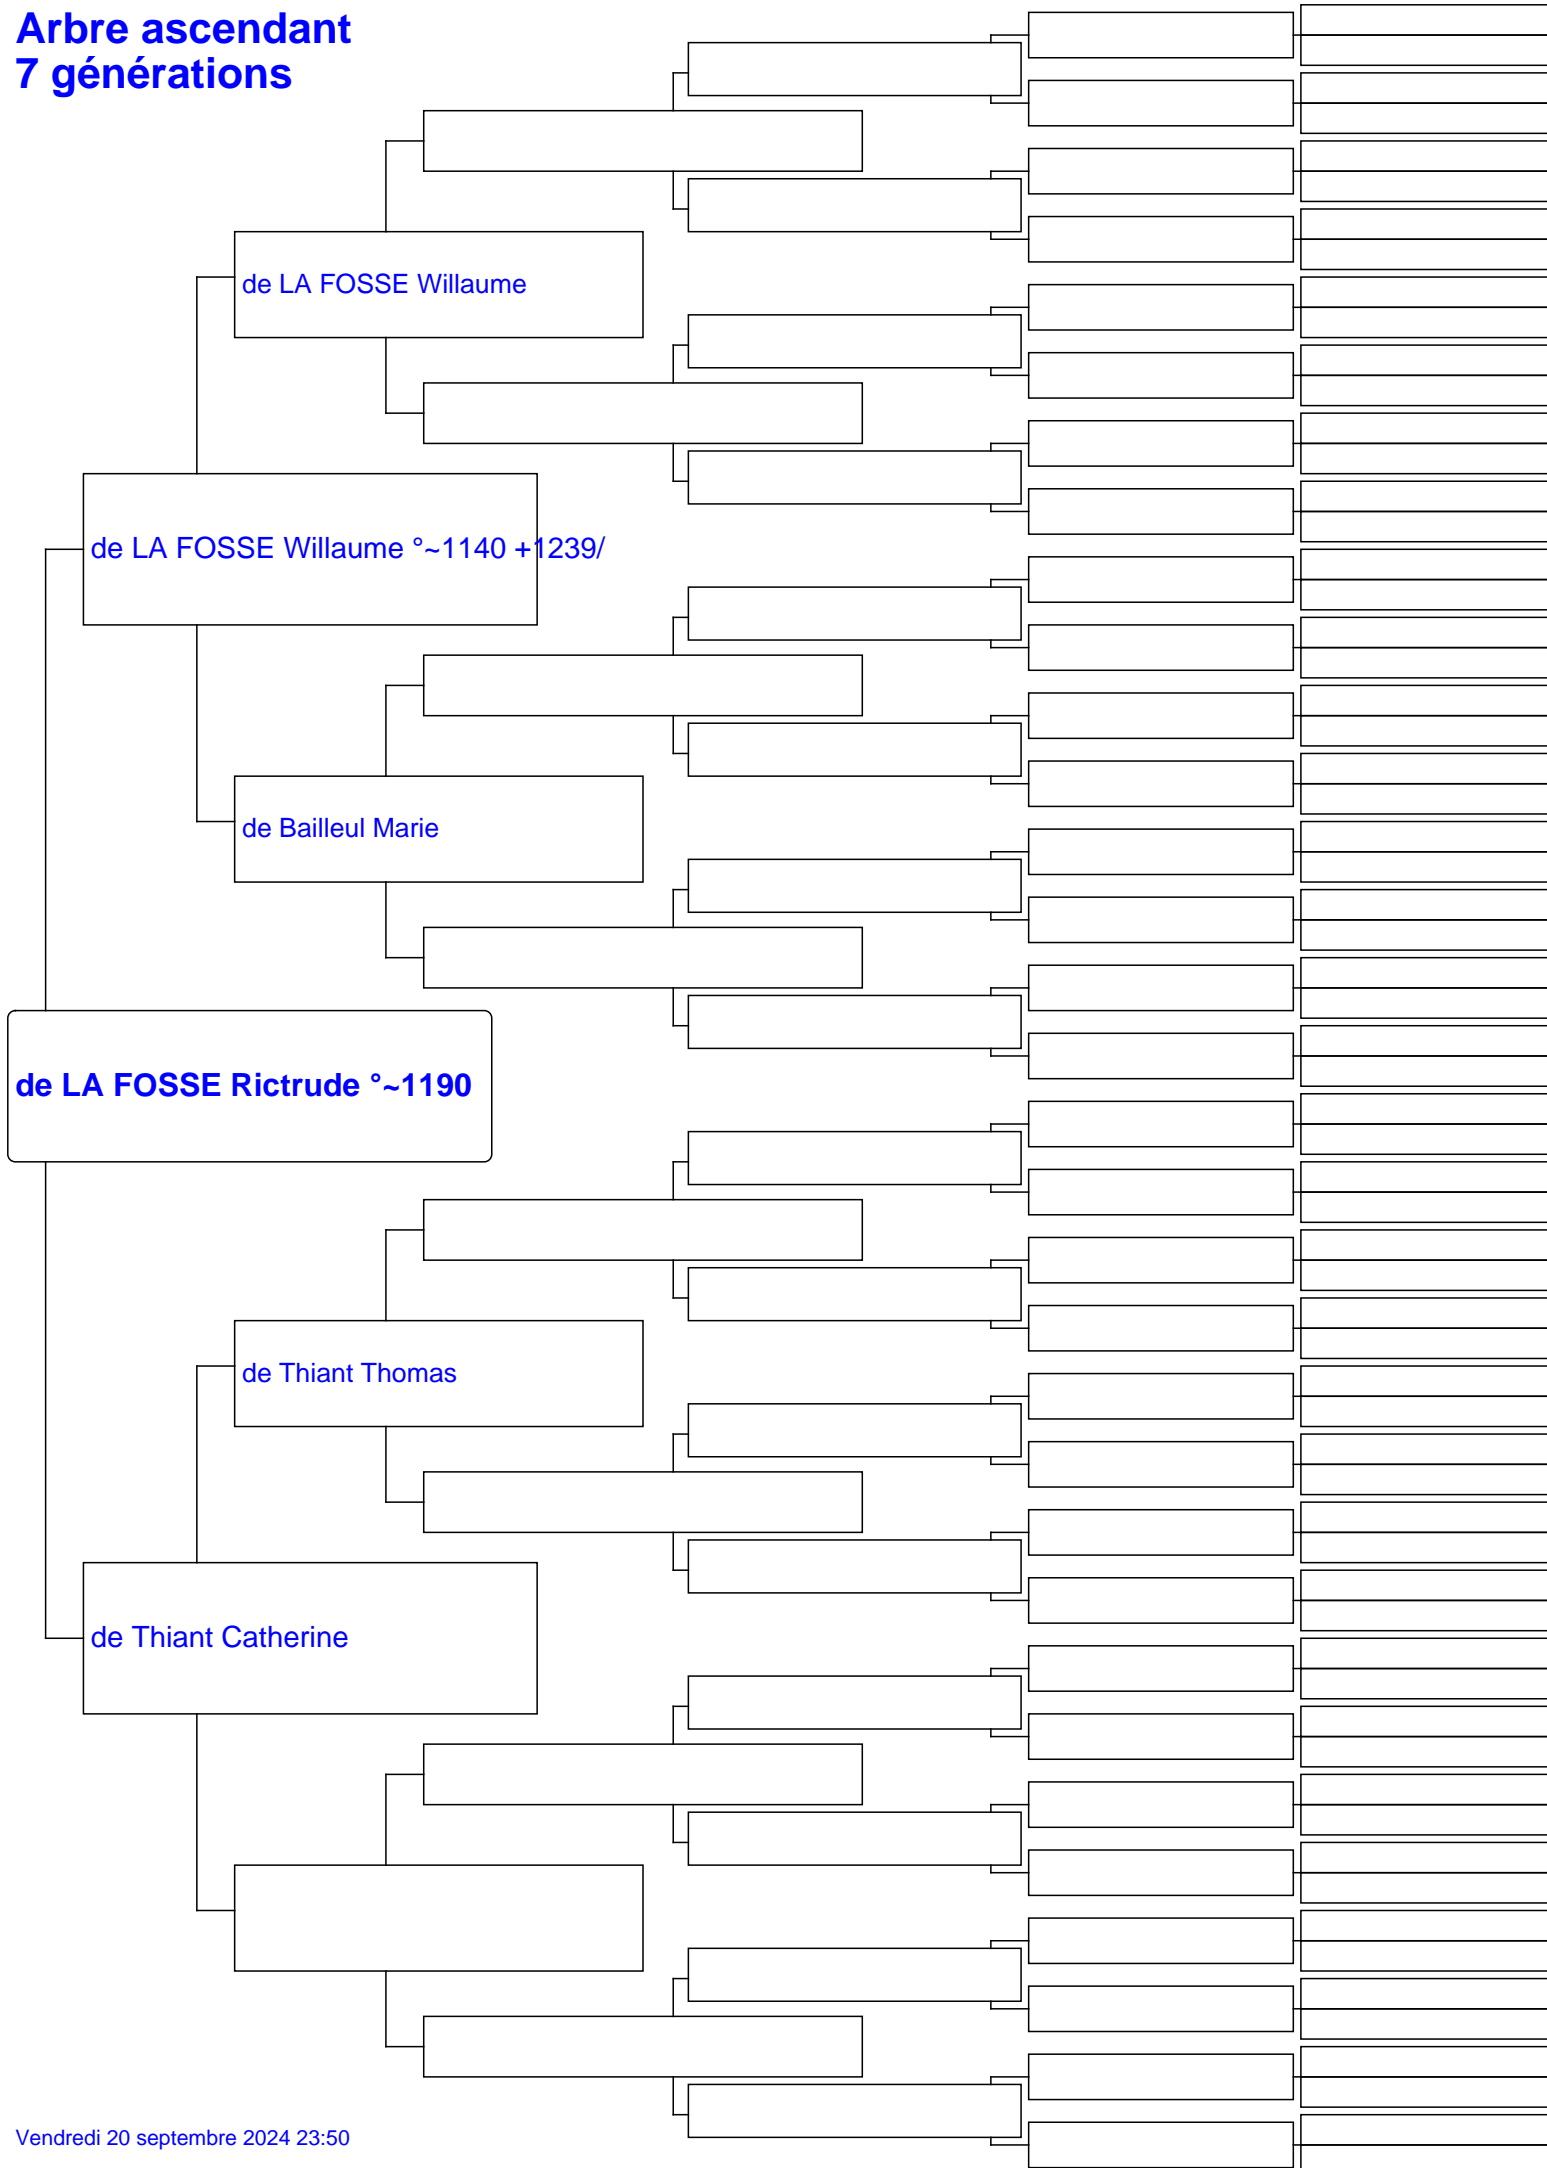 Arbre ascendant
7 générations
de LA FOSSE Willaume
de LA FOSSE Willaume °~1140 +1239/
de Bailleul Marie
de LA FOSSE Rictrude °~1190
de Thiant Thomas
de Thiant Catherine
Vendredi 20 septembre 2024 23:50